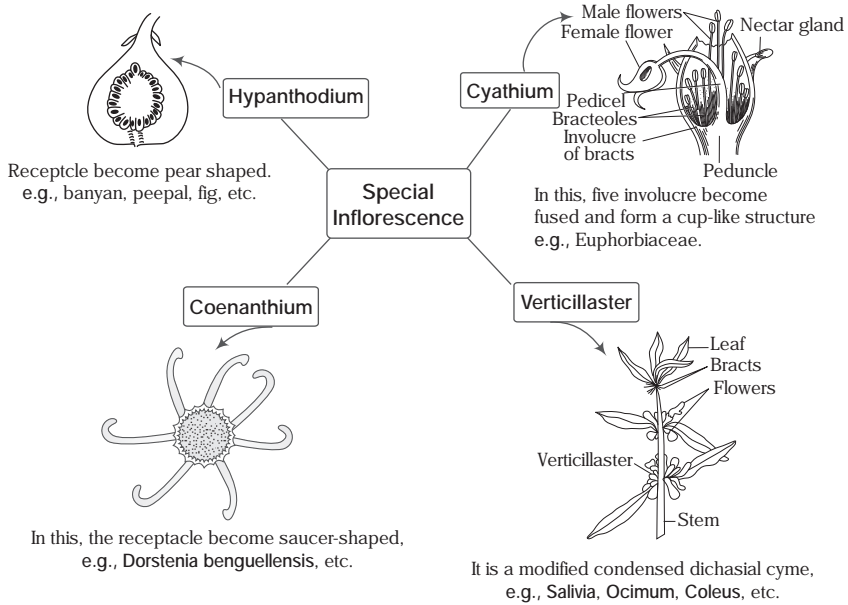 Hypanthodium
Receptcle become pear shaped.
e.g., banyan, peepal, fig, etc.
Cyathium
Male flowers
Female flower
Nectar gland
Pedicel
Bracteoles
Involucre
of bracts
Peduncle
In this, five involucre become
fused and form a cup-like structure
e.g., Euphorbiaceae.
Special
Inflorescence
Coenanthium
In this, the receptacle become saucer-shaped,
e.g., Dorstenia benguellensis, etc.
Verticillaster
Leaf
Bracts
Flowers
Verticillaster
Stem
It is a modified condensed dichasial cyme,
e.g., Salivia, Ocimum, Coleus, etc.